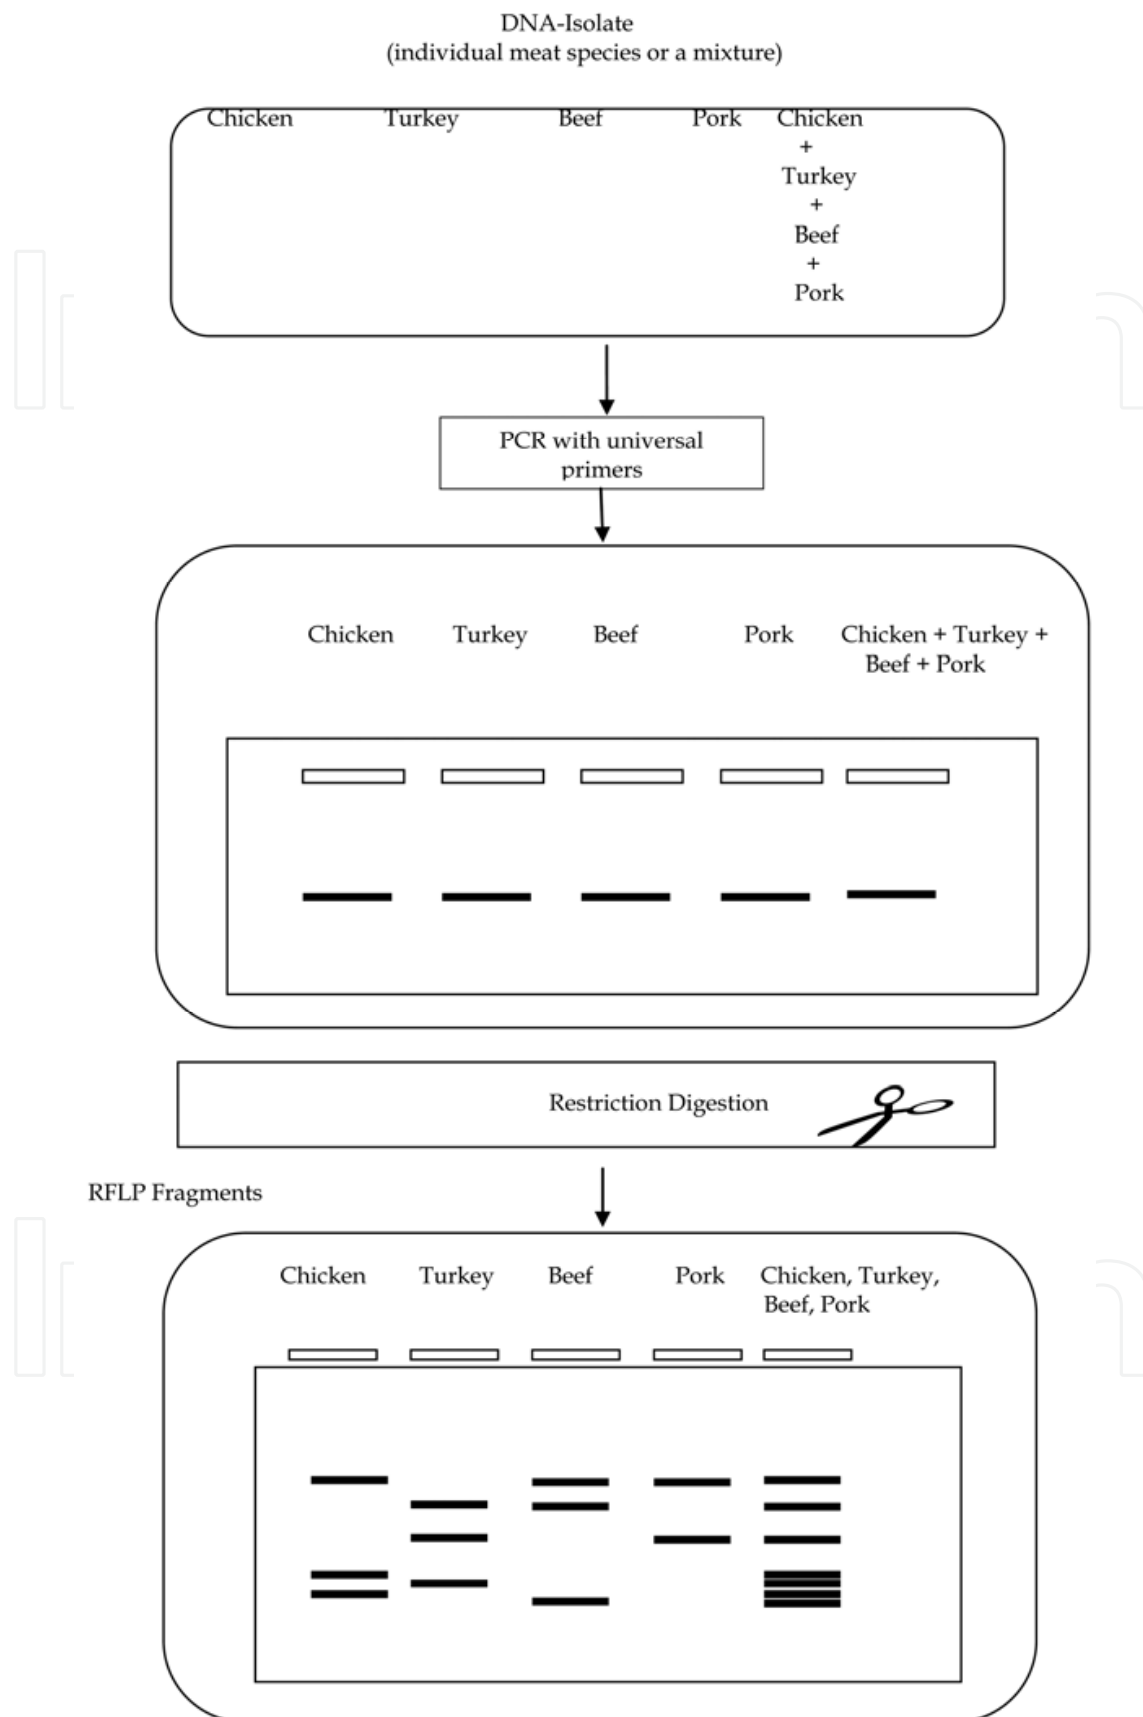 DNA-Isolate
(individual meat species or a mixture)
Chicken Turkey Beef Pork Chicken
+
Turkey
+
Beef
+
Pork
PCR with universal
primers
Chicken Turkey Beef Pork Chicken + Turkey +
Beef + Pork
Restriction Digestion
RFLP Fragments
Chicken Turkey Beef Pork Chicken, Turkey,
Beef, Pork